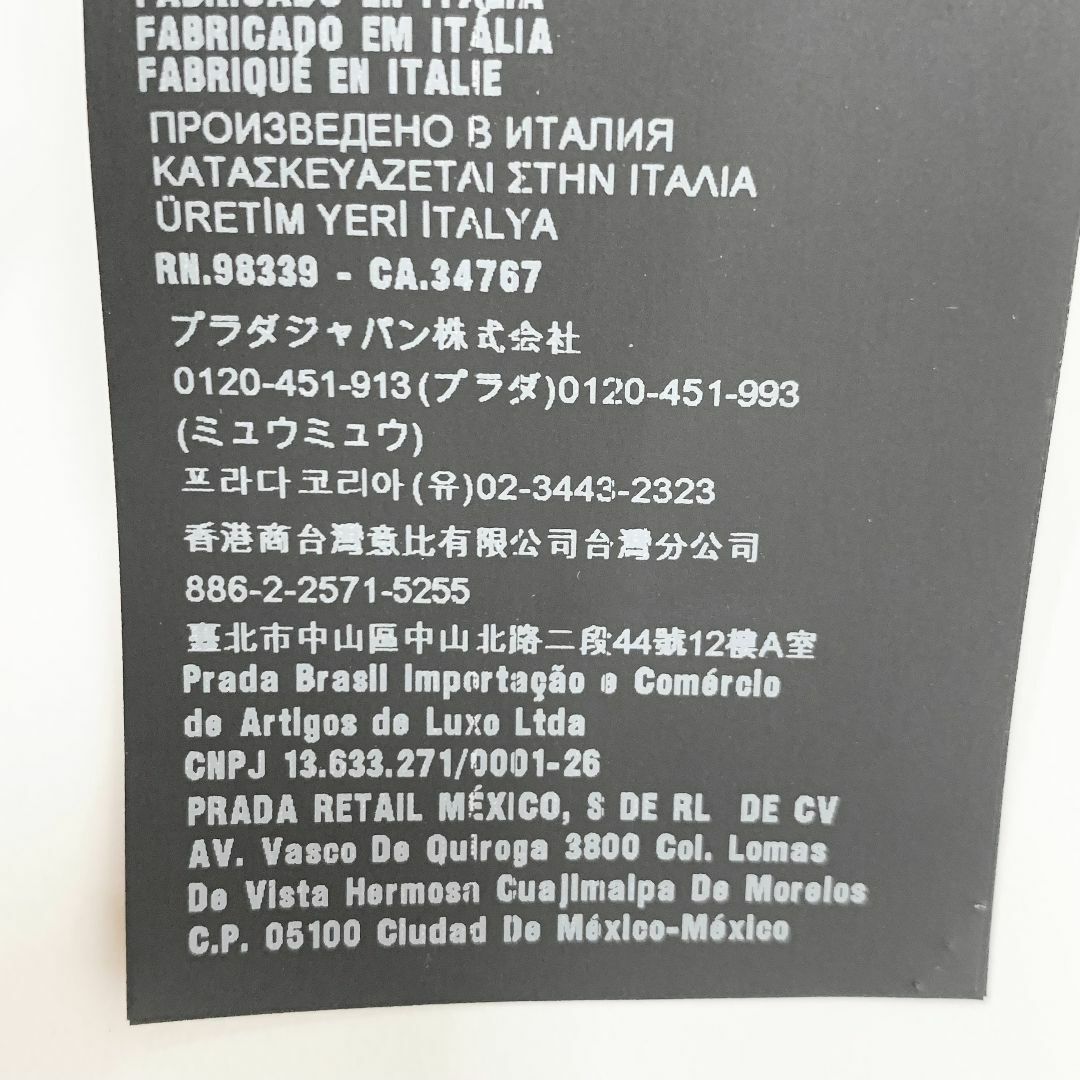 FABRICADO EN ITALIA
FABRICADO EM ITÁLIA
FABRIQUÉ EN ITALIE
ПРОИЗВЕДЕНО В ИТАЛИЯ
ΚΑΤΑΣΚΕΥΑΖΕΤΑΙ ΣΤΗΝ ΙΤΑΛΙΑ
ÜRETİM YERİ İTALYA
RN.98339 - CA.34767
プラダジャパン株式会社
0120-451-913(プラダ)0120-451-993
(ミュウミュウ)
프라다코리아(유)02-3443-2323
香港商台灣意比有限公司台灣分公司
886-2-2571-5255
臺北市中山區中山北路二段44號12樓A室
Prada Brasil Importação e Comércio
de Artigos de Luxo Ltda
CNPJ 13.633.271/0001-26
PRADA RETAIL MÉXICO, S DE RL DE CV
AV. Vasco De Quiroga 3800 Col. Lomas
De Vista Hermosa Cuajimalpa De Morelos
C.P. 05100 Ciudad De México-México